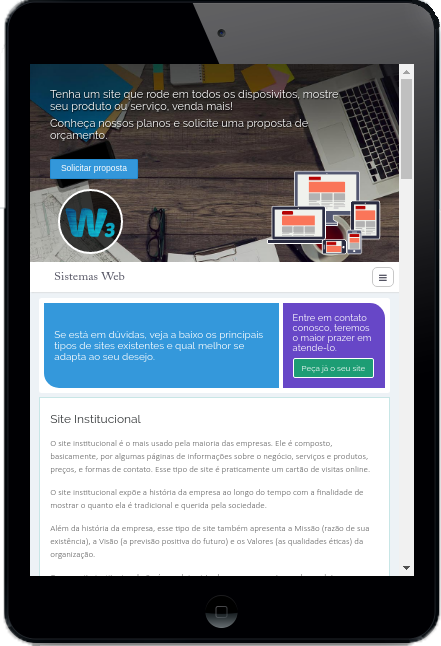 Tenha um site que rode em todos os disposivitos, mostre
seu produto ou serviço, venda mais!
Conheça nossos planos e solicite uma proposta de
orçamento.
Solicitar proposta
W3
Sistemas Web
Se está em dúvidas, veja a baixo os principais
tipos de sites existentes e qual melhor se
adapta ao seu desejo.
Entre em contato
conosco, teremos
o maior prazer em
atende-lo.
Peça já o seu site
Site Institucional
O site institucional é o mais usado pela maioria das empresas. Ele é composto,
basicamente, por algumas páginas de informações sobre o negócio, serviços e produtos,
preços, e formas de contato. Esse tipo de site é praticamente um cartão de visitas online.
O site institucional expõe a história da empresa ao longo do tempo com a finalidade de
mostrar o quanto ela é tradicional e querida pela sociedade.
Além da história da empresa, esse tipo de site também apresenta a Missão (razão de sua
existência), a Visão (a previsão positiva do futuro) e os Valores (as qualidades éticas) da
organização.